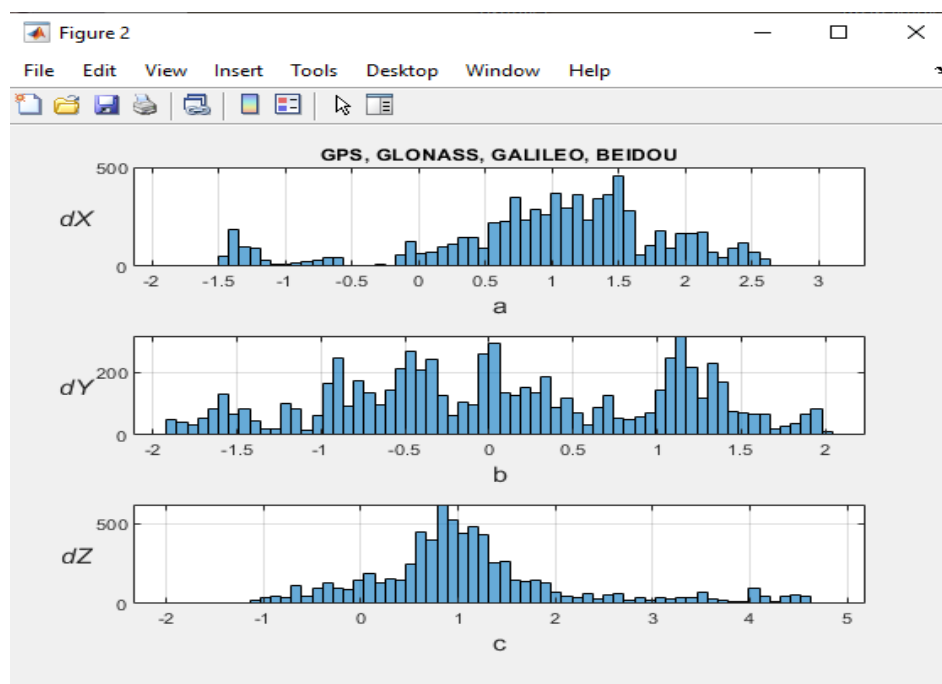 Figure 2
File Edit View Insert Tools Desktop Window Help
GPS, GLONASS, GALILEO, BEIDOU
500
dX
0
-2 -1.5 -1 -0.5 0 0.5 1 1.5 2 2.5 3
a
200
dY
0
-2 -1.5 -1 -0.5 0 0.5 1 1.5 2
b
500
dZ
0
-2 -1 0 1 2 3 4 5
c